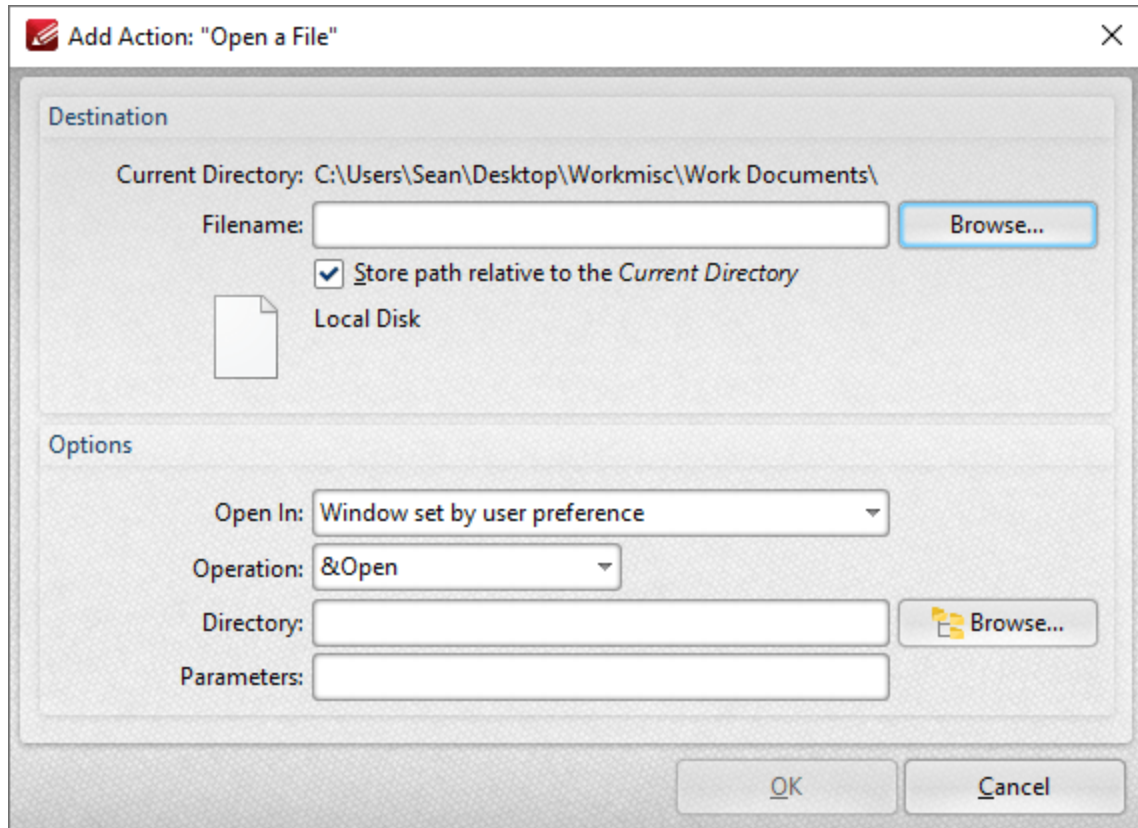 Add Action: "Open a File"
Destination
Current Directory: C:\Users\Sean\Desktop\Workmisc\Work Documents\
Filename: Browse...
Store path relative to the Current Directory
Local Disk
Options
Open In: Window set by user preference
Operation: &Open
Directory: Browse...
Parameters:
OK Cancel